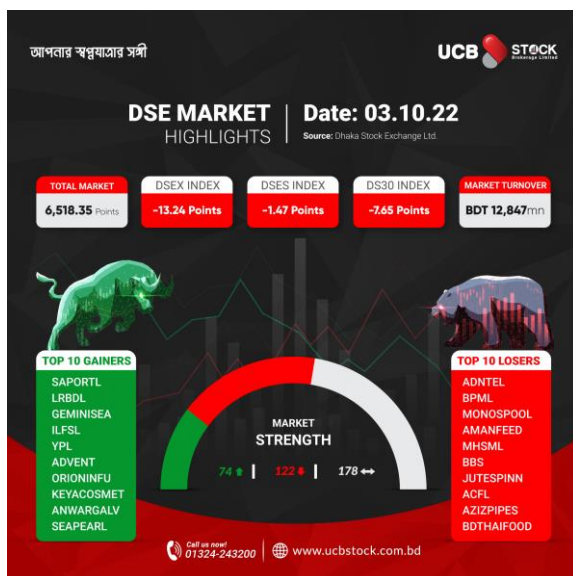 আপনার স্বপ্নযাত্রার সঙ্গী
UCB STOCK
Brokerage Limited
DSE MARKET
HIGHLIGHTS
Date: 03.10.22
Source: Dhaka Stock Exchange Ltd.
TOTAL MARKET
6,518.35 Points
DSEX INDEX
-13.24 Points
DSES INDEX
-1.47 Points
DS30 INDEX
-7.65 Points
MARKET TURNOVER
BDT 12,847mn
TOP 10 GAINERS
SAPORTL
LRBDL
GEMINISEA
ILFSL
YPL
ADVENT
ORIONINFU
KEYACOSMET
ANWARGALV
SEAPEARL
MARKET
STRENGTH
74 ⬆ | 122 ⬇ | 178 ↔
TOP 10 LOSERS
ADNTEL
BPML
MONOSPOOL
AMANFEED
MHSML
BBS
JUTESPINN
ACFL
AZIZPIPES
BDTHAIFOOD
Call us now!
01324-243200
www.ucbstock.com.bd